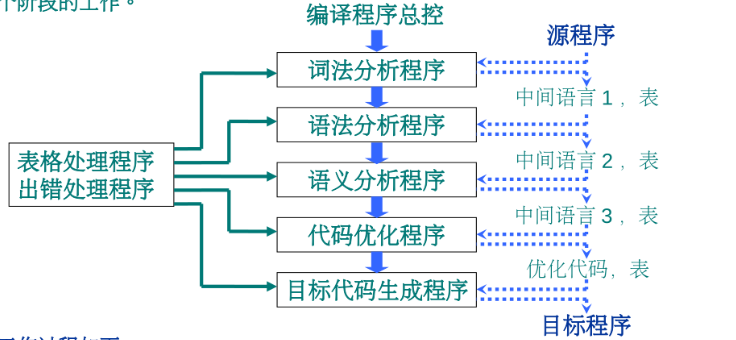 个阶段的工作。
编译程序总控
源程序
词法分析程序
中间语言 1 ，表
语法分析程序
表格处理程序
出错处理程序
中间语言 2 ，表
语义分析程序
中间语言 3 ，表
代码优化程序
优化代码，表
目标代码生成程序
目标程序